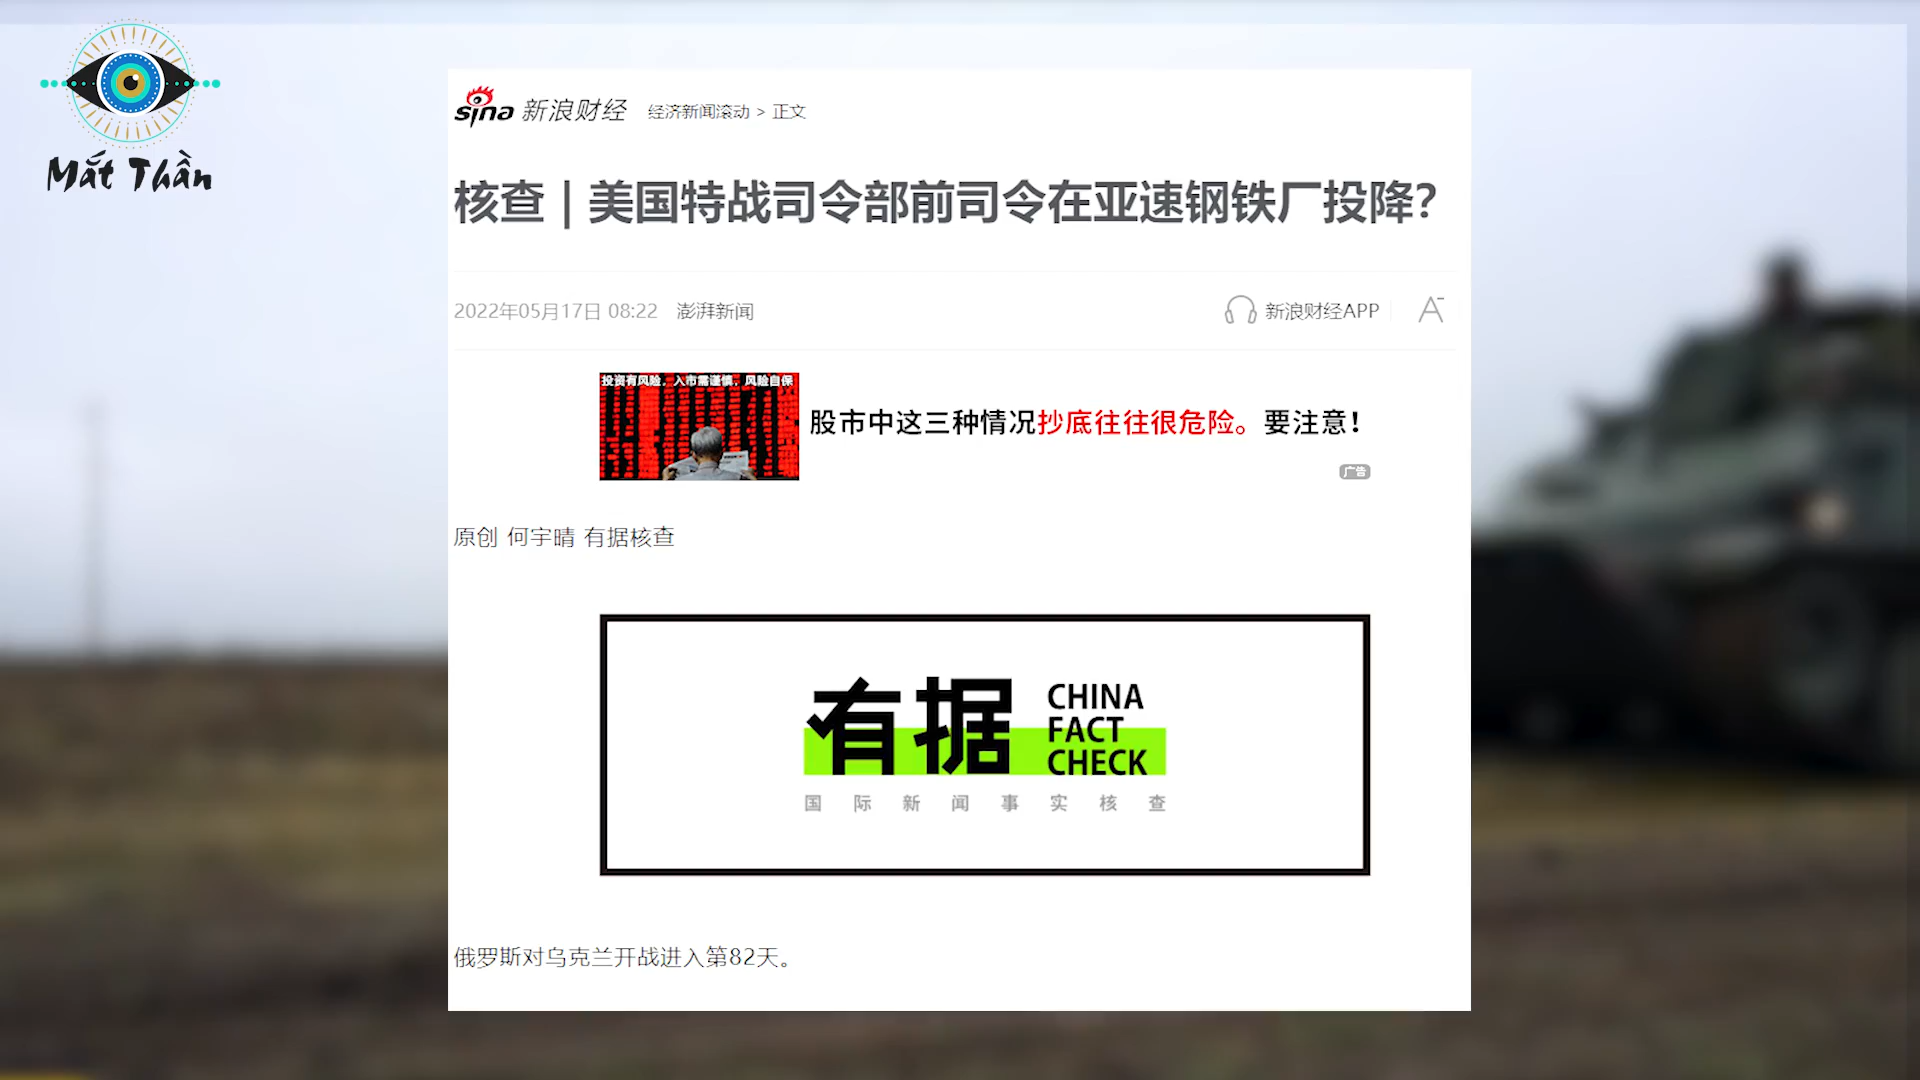 Mắt Thần
sina 新浪财经 经济新闻滚动 > 正文
核查 | 美国特战司令部前司令在亚速钢铁厂投降？
2022年05月17日 08:22 澎湃新闻
新浪财经APP
A
投资有风险，入市需谨慎，风险自保
股市中这三种情况抄底往往很危险。要注意！
广告
原创 何宇晴 有据核查
有据
CHINA
FACT
CHECK
国际新闻事实核查
俄罗斯对乌克兰开战进入第82天。